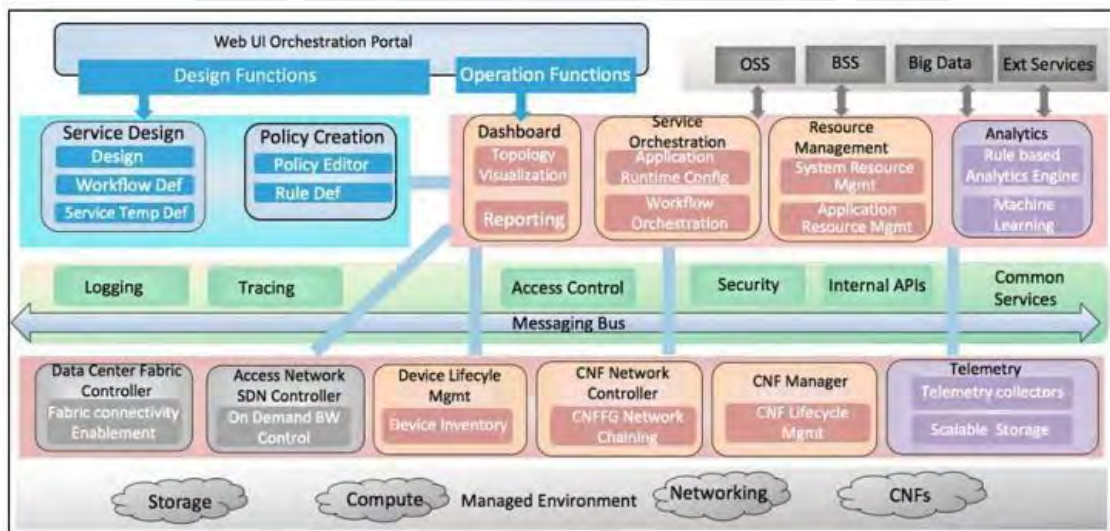 Web UI Orchestration Portal
Design Functions
Operation Functions
OSS
BSS
Big Data
Ext Services
Service Design
Design
Workflow Def
Service Temp Def
Policy Creation
Policy Editor
Rule Def
Dashboard
Topology
Visualization
Reporting
Service
Orchestration
Application
Runtime Config
Workflow
Orchestration
Resource
Management
System Resource
Mgmt
Application
Resource Mgmt
Analytics
Rule based
Analytics Engine
Machine
Learning
Logging
Tracing
Access Control
Security
Internal APIs
Common
Services
Messaging Bus
Data Center Fabric
Controller
Fabric connectivity
Enablement
Access Network
SDN Controller
On Demand BW
Control
Device Lifecyle
Mgmt
Device Inventory
CNF Network
Controller
CNFFG Network
Chaining
CNF Manager
CNF Lifecycle
Mgmt
Telemetry
Telemetry collectors
Scalable Storage
Storage
Compute
Managed Environment
Networking
CNFs